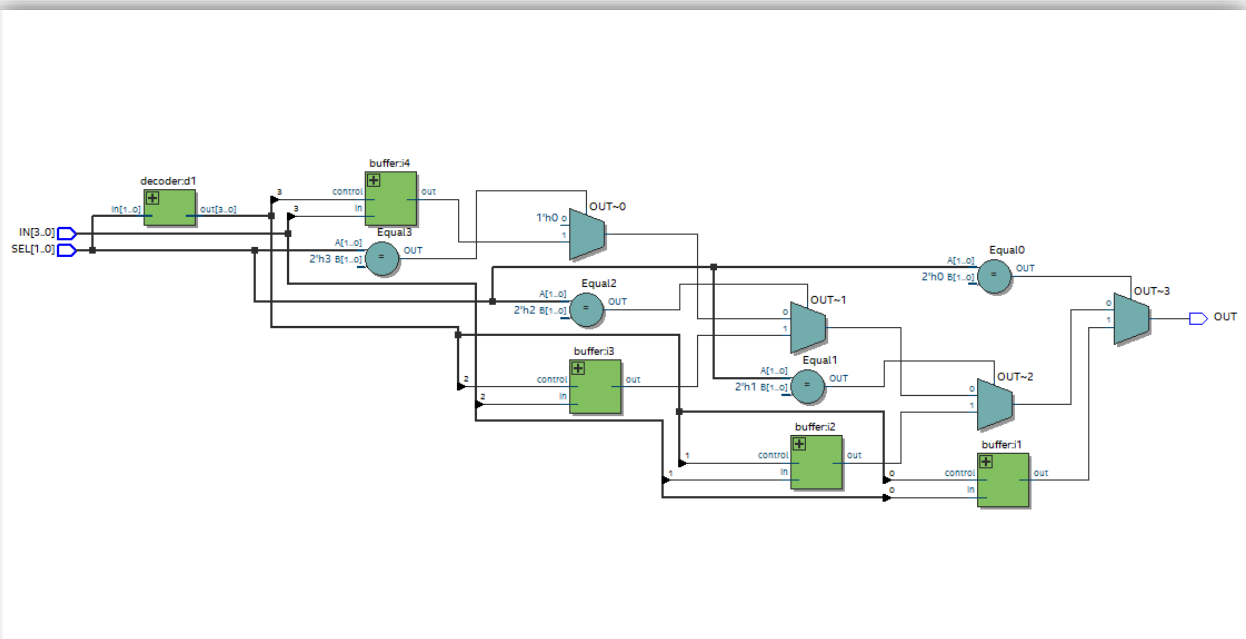 buffer:i4
decoder:d1
3
control
out
in[1..0]
out[3..0]
3
in
OUT~0
1'h0 0
1
IN[3..0]
SEL[1..0]
Equal3
A[1..0]
OUT
2'h3 B[1..0]
=
Equal0
A[1..0]
OUT
2'h0 B[1..0]
=
Equal2
A[1..0]
OUT
2'h2 B[1..0]
=
OUT~1
0
1
OUT~3
0
1
OUT
buffer:i3
2
control
out
2
in
Equal1
A[1..0]
OUT
2'h1 B[1..0]
=
OUT~2
0
1
buffer:i2
1
control
out
1
in
buffer:i1
0
control
out
0
in